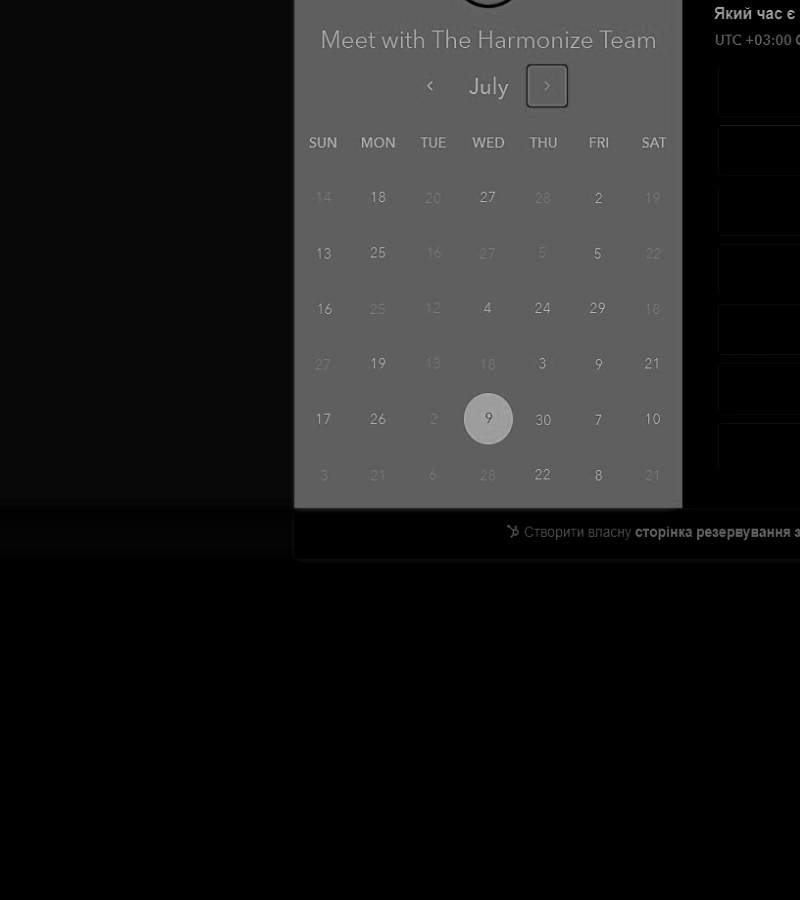 Який час є
Meet with The Harmonize Team
UTC +03:00
July
SUN MON TUE WED THU FRI SAT
14 18 20 27 28 2 19
13 25 16 27 5 5 22
16 25 12 4 24 29 18
27 19 13 18 3 9 21
17 26 2 9 30 7 10
3 21 6 28 22 8 21
Створити власну сторінка резервування з